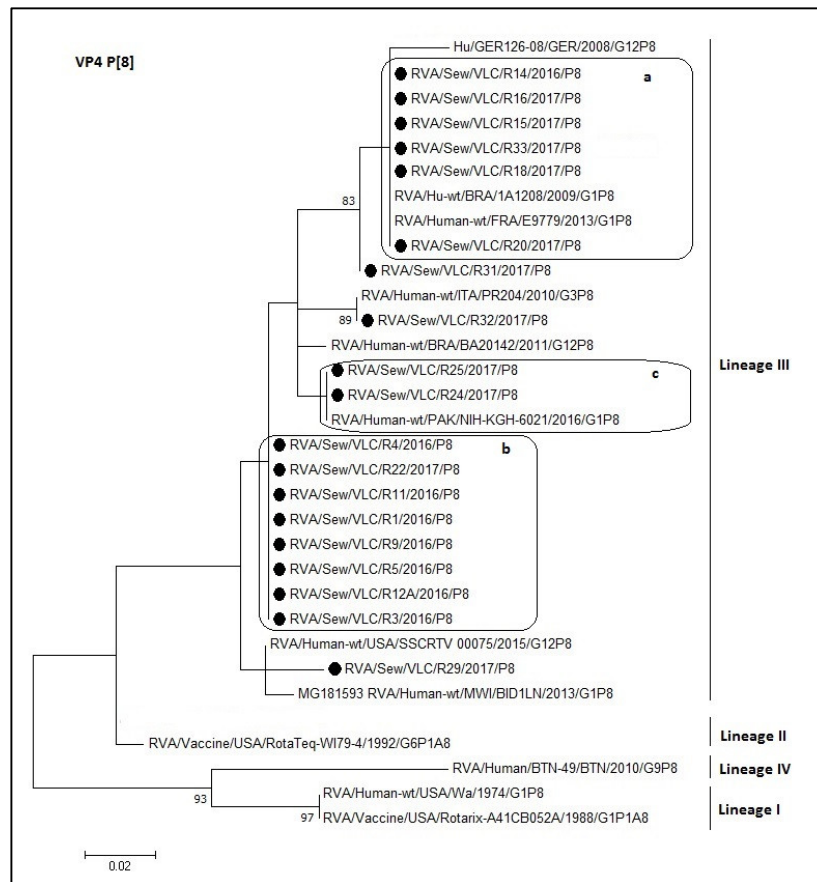 VP4 P[8]
Hu/GER126-08/GER/2008/G12P8
RVA/Sew/VLC/R14/2016/P8
a
RVA/Sew/VLC/R16/2017/P8
RVA/Sew/VLC/R15/2017/P8
RVA/Sew/VLC/R33/2017/P8
RVA/Sew/VLC/R18/2017/P8
83
RVA/Hu-wt/BRA/1A1208/2009/G1P8
RVA/Human-wt/FRA/E9779/2013/G1P8
RVA/Sew/VLC/R20/2017/P8
RVA/Sew/VLC/R31/2017/P8
RVA/Human-wt/ITA/PR204/2010/G3P8
89
RVA/Sew/VLC/R32/2017/P8
RVA/Human-wt/BRA/BA20142/2011/G12P8
Lineage III
RVA/Sew/VLC/R25/2017/P8
c
RVA/Sew/VLC/R24/2017/P8
RVA/Human-wt/PAK/NIH-KGH-6021/2016/G1P8
RVA/Sew/VLC/R4/2016/P8
b
RVA/Sew/VLC/R22/2017/P8
RVA/Sew/VLC/R11/2016/P8
RVA/Sew/VLC/R1/2016/P8
RVA/Sew/VLC/R9/2016/P8
RVA/Sew/VLC/R5/2016/P8
RVA/Sew/VLC/R12A/2016/P8
RVA/Sew/VLC/R3/2016/P8
RVA/Human-wt/USA/SSCRTV 00075/2015/G12P8
RVA/Sew/VLC/R29/2017/P8
MG181593 RVA/Human-wt/MWI/BID1LN/2013/G1P8
RVA/Vaccine/USA/RotaTeq-WI79-4/1992/G6P1A8
Lineage II
RVA/Human/BTN-49/BTN/2010/G9P8
Lineage IV
93
RVA/Human-wt/USA/Wa/1974/G1P8
Lineage I
97
RVA/Vaccine/USA/Rotarix-A41CB052A/1988/G1P1A8
0.02